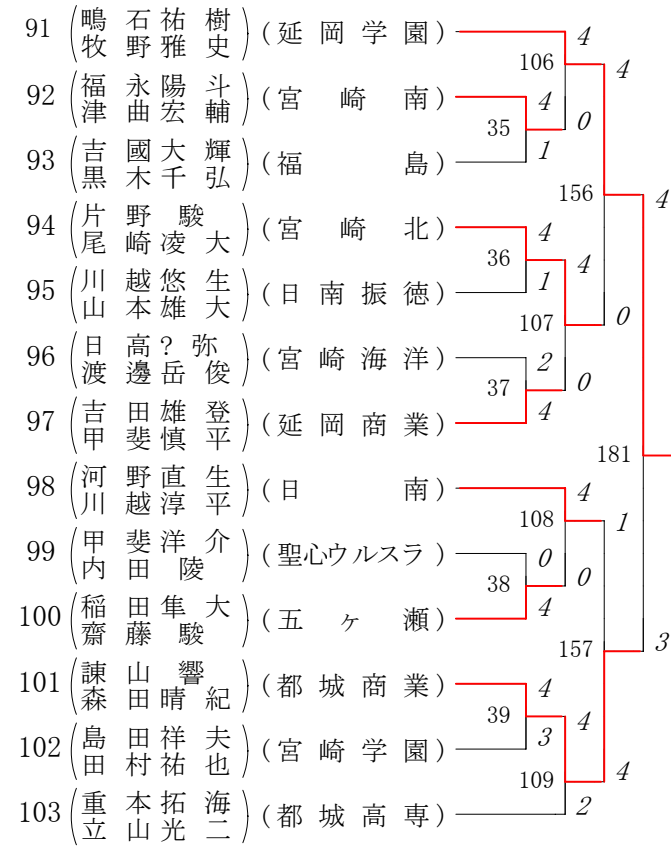 91 (鴫 石 祐 樹 牧 野 雅 史) (延 岡 学 園) 4
106 4
92 (福 永 陽 斗 津 曲 宏 輔) (宮 崎 南) 4 0
35
93 (吉 國 大 輝 黒 木 千 弘) (福 島) 1
156 4
94 (片 野 駿 尾 崎 凌 大) (宮 崎 北) 4
36 4
95 (川 越 悠 生 山 本 雄 大) (日 南 振 徳) 1
107 0
96 (日 高 ? 弥 渡 邊 岳 俊) (宮 崎 海 洋) 2
37 0
97 (吉 田 雄 登 甲 斐 慎 平) (延 岡 商 業) 4
181
98 (河 野 直 生 川 越 淳 平) (日 南) 4
108 1
99 (甲 斐 洋 介 内 田 陵) (聖心ウルスラ) 0
38 0
100 (稲 田 隼 大 齋 藤 駿) (五 ヶ 瀬) 4
157 3
101 (諌 山 響 森 田 晴 紀) (都 城 商 業) 4
39 4
102 (島 田 祥 夫 田 村 祐 也) (宮 崎 学 園) 3
109 4
103 (重 本 拓 海 立 山 光 二) (都 城 高 専) 2